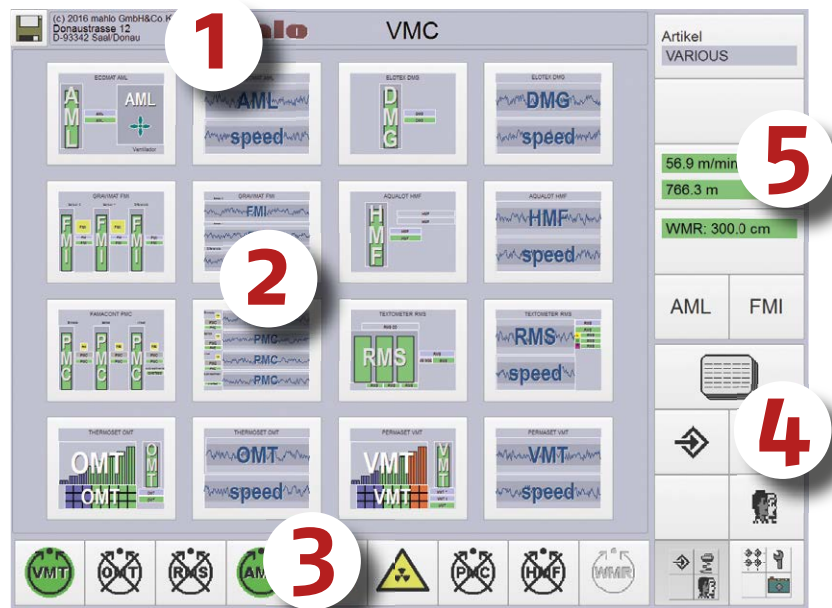 (c) 2016 mahlo GmbH&Co.K
Donaustrasse 12
D-93342 Saal/Donau
1
VMC
Artikel
VARIOUS
ECOMAT AML
AML
AML
Ventilador
AML
speed
ELOTEX DMG
DMG
DMG
DMG
ELOTEX DMG
DMG
speed
5
56.9 m/min
766.3 m
WMR: 300.0 cm
GRAVIMAT FMI
FMI
FMI
FMI
GRAVIMAT FMI
FMI
2
AQUALOT HMF
HMF
HMF
HMF
AQUALOT HMF
HMF
speed
AML
FMI
FAMACONT PMC
PMC
PMC
PMC
PMC
PMC
PMC
TEXTOMETER RMS
RMS
TEXTOMETER RMS
RMS
speed
4
THERMOSET OMT
OMT
OMT
OMT
THERMOSET OMT
OMT
speed
PERMASET VMT
VMT
VMT
VMT
PERMASET VMT
VMT
speed
3
VMT
OMT
RMS
PMC
HMF
WMR